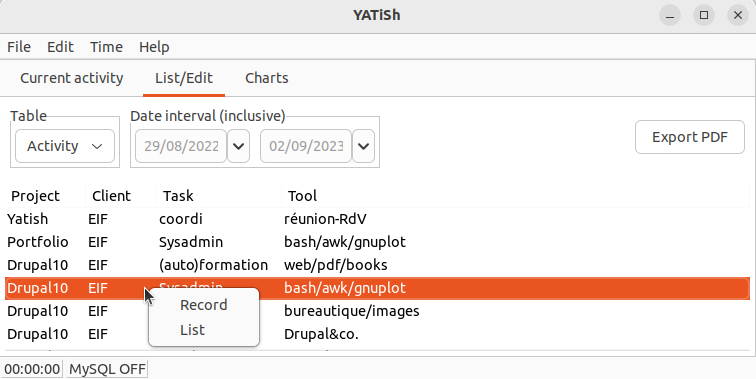 YATiSh
File Edit Time Help
Current activity List/Edit Charts
Table Date interval (inclusive)
Activity 29/08/2022 02/09/2023 Export PDF
Project Client Task Tool
Yatish EIF coordi réunion-RdV
Portfolio EIF Sysadmin bash/awk/gnuplot
Drupal10 EIF (auto)formation web/pdf/books
Drupal10 EIF Sysadmin bash/awk/gnuplot
Record
Drupal10 EIF bureautique/images
List
Drupal10 EIF Drupal&co.
00:00:00 MySQL OFF